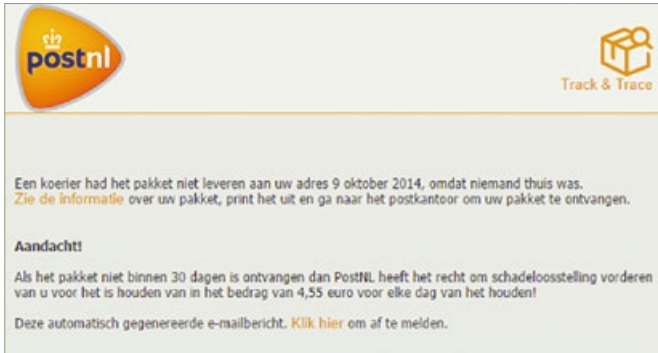 postnl
Track & Trace
Een koerier had het pakket niet leveren aan uw adres 9 oktober 2014, omdat niemand thuis was.
Zie de informatie over uw pakket, print het uit en ga naar het postkantoor om uw pakket te ontvangen.
Aandacht!
Als het pakket niet binnen 30 dagen is ontvangen dan PostNL heeft het recht om schadeloosstelling vorderen
van u voor het is houden van in het bedrag van 4,55 euro voor elke dag van het houden!
Deze automatisch gegenereerde e-mailbericht. Klik hier om af te melden.